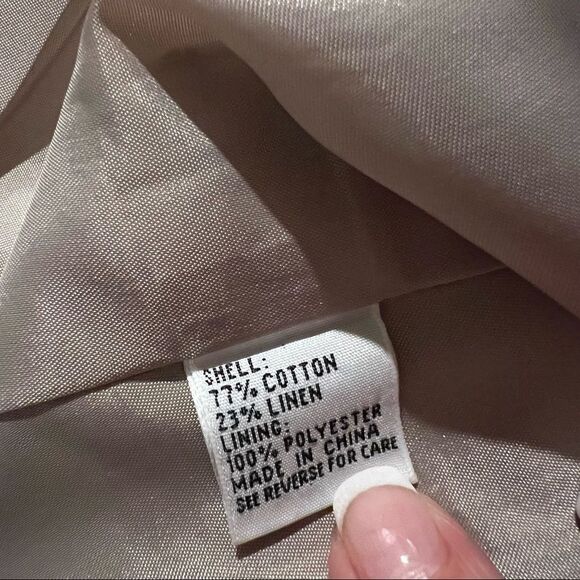 SHELL:
77% COTTON
23% LINEN
LINING:
100% POLYESTER
MADE IN CHINA
SEE REVERSE FOR CARE